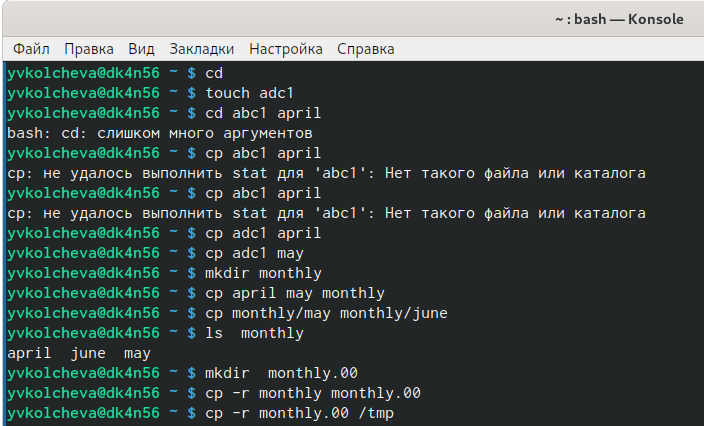 ~ : bash — Konsole
Файл Правка Вид Закладки Настройка Справка
yvkolcheva@dk4n56 ~ $ cd
yvkolcheva@dk4n56 ~ $ touch adc1
yvkolcheva@dk4n56 ~ $ cd abc1 april
bash: cd: слишком много аргументов
yvkolcheva@dk4n56 ~ $ cp abc1 april
cp: не удалось выполнить stat для 'abc1': Нет такого файла или каталога
yvkolcheva@dk4n56 ~ $ cp abc1 april
cp: не удалось выполнить stat для 'abc1': Нет такого файла или каталога
yvkolcheva@dk4n56 ~ $ cp adc1 april
yvkolcheva@dk4n56 ~ $ cp adc1 may
yvkolcheva@dk4n56 ~ $ mkdir monthly
yvkolcheva@dk4n56 ~ $ cp april may monthly
yvkolcheva@dk4n56 ~ $ cp monthly/may monthly/june
yvkolcheva@dk4n56 ~ $ ls  monthly
april  june  may
yvkolcheva@dk4n56 ~ $ mkdir  monthly.00
yvkolcheva@dk4n56 ~ $ cp -r monthly monthly.00
yvkolcheva@dk4n56 ~ $ cp -r monthly.00 /tmp